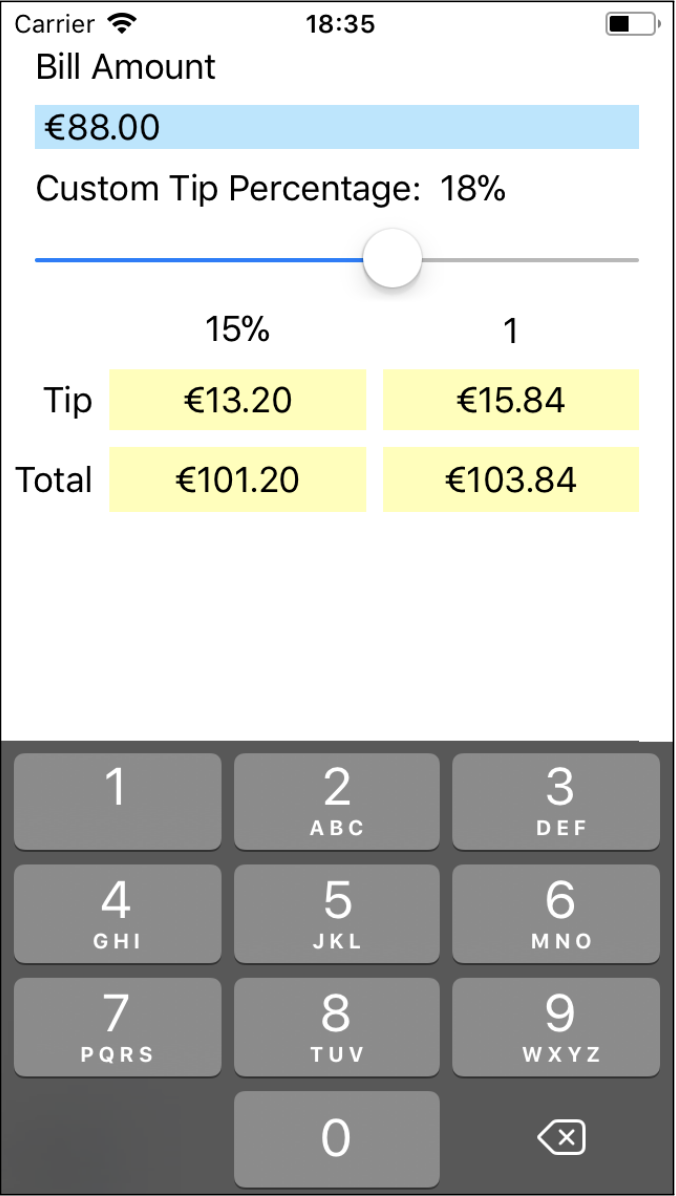 Carrier 18:35
Bill Amount
€88.00
Custom Tip Percentage: 18%
15% 1
Tip €13.20 €15.84
Total €101.20 €103.84
1 2 3
ABC DEF
4 5 6
GHI JKL MNO
7 8 9
PQRS TUV WXYZ
0